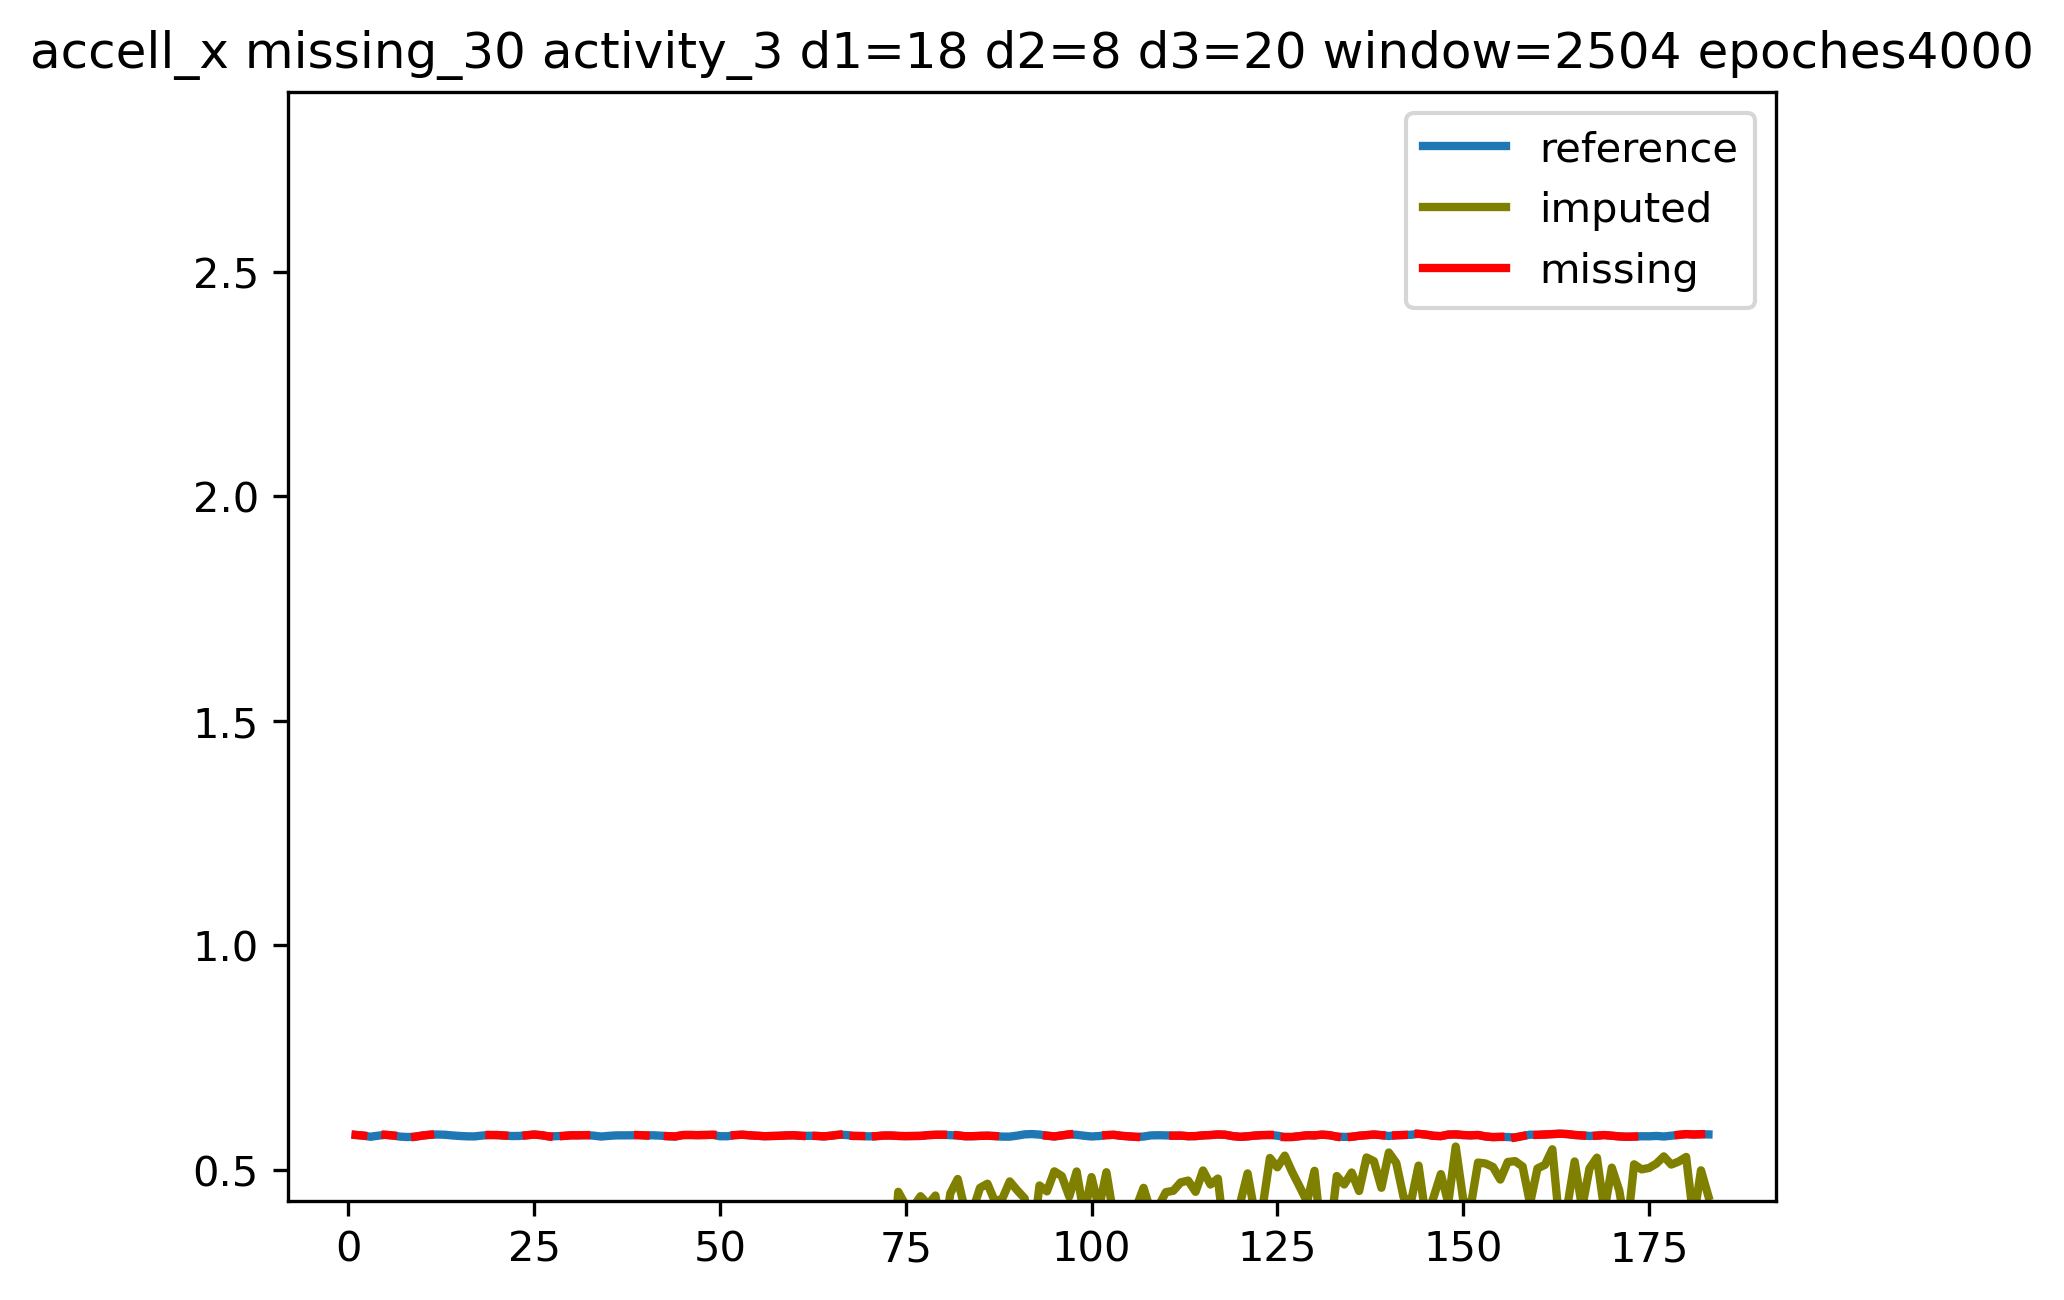 accell_x missing_30 activity_3 d1=18 d2=8 d3=20 window=2504 epoches4000
reference
imputed
missing
2.5
2.0
1.5
1.0
0.5
0 25 50 75 100 125 150 175